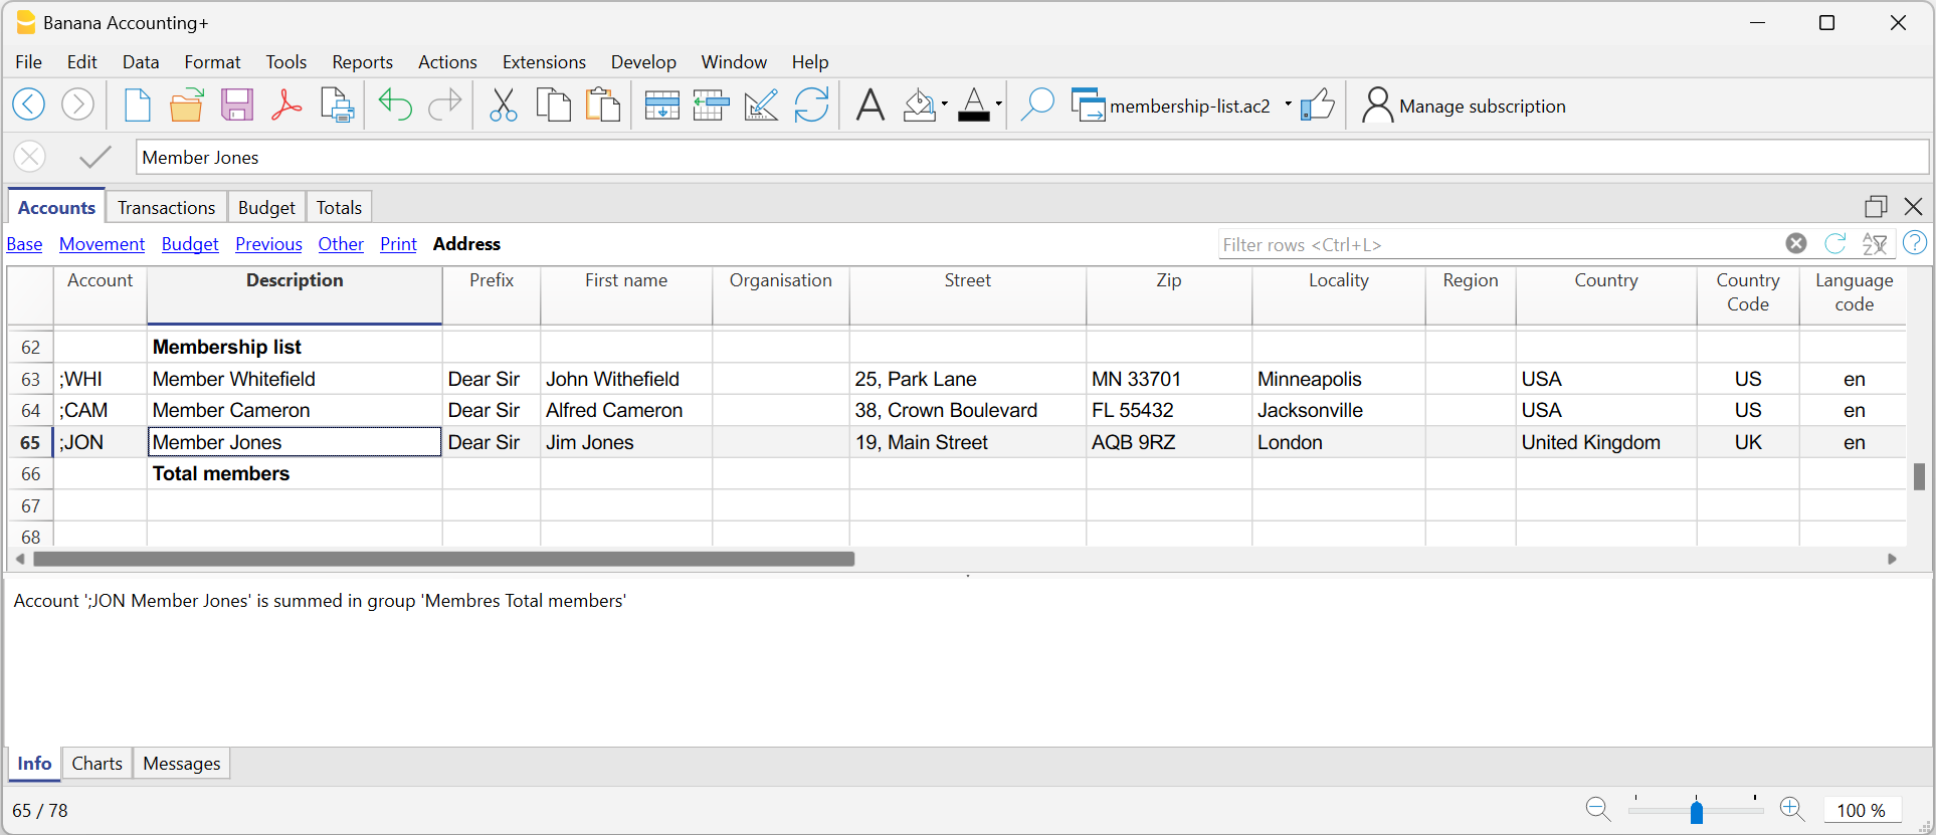 Banana Accounting+
File Edit Data Format Tools Reports Actions Extensions Develop Window Help
membership-list.ac2 Manage subscription
Member Jones
Accounts Transactions Budget Totals
Base Movement Budget Previous Other Print Address Filter rows <Ctrl+L>
Account Description Prefix First name Organisation Street Zip Locality Region Country Country Code Language code
62 Membership list
63 ;WHI Member Whitefield Dear Sir John Withefield 25, Park Lane MN 33701 Minneapolis USA US en
64 ;CAM Member Cameron Dear Sir Alfred Cameron 38, Crown Boulevard FL 55432 Jacksonville USA US en
65 ;JON Member Jones Dear Sir Jim Jones 19, Main Street AQB 9RZ London United Kingdom UK en
66 Total members
67
68
Account ';JON Member Jones' is summed in group 'Membres Total members'
Info Charts Messages
65 / 78 100 %